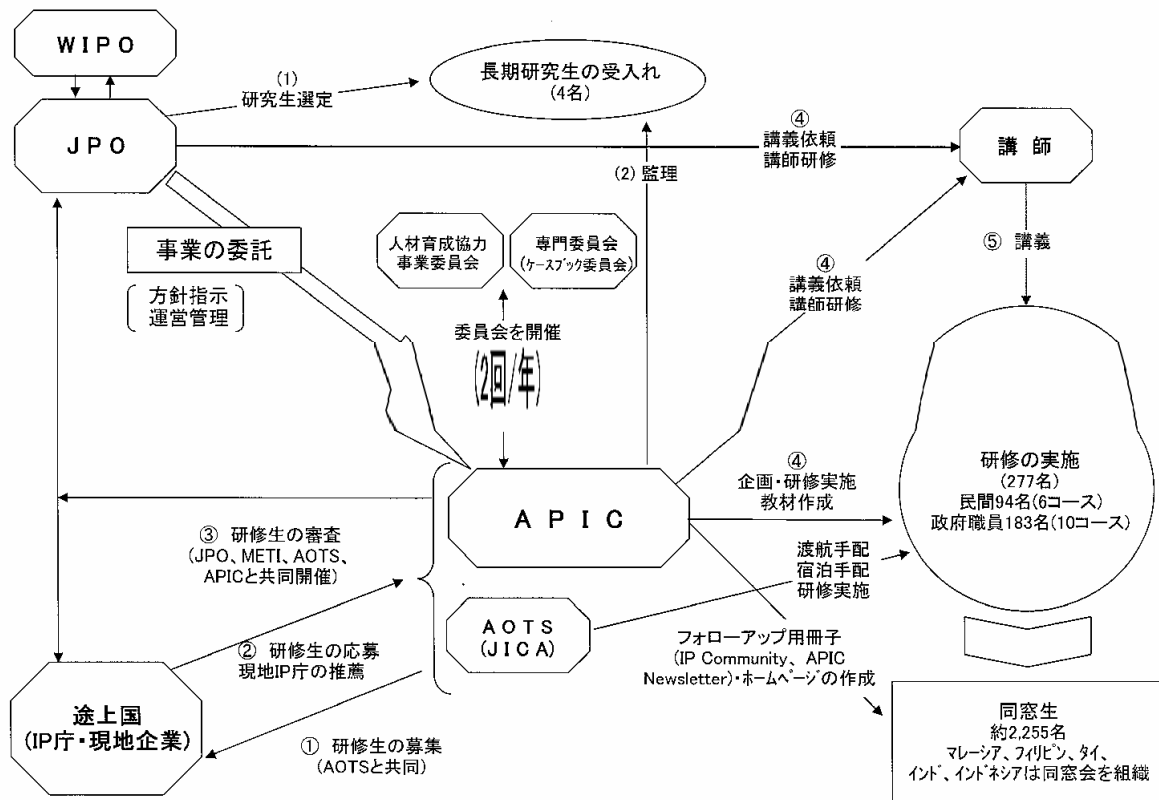 WIPO
JPO
(1)
研究生選定
長期研究生の受入れ
(4名)
④
講義依頼
講師研修
講 師
(2) 監理
事業の委託
方針指示
運営管理
人材育成協力
事業委員会
専門委員会
(ケースブック委員会)
委員会を開催
(2回/年)
④
講義依頼
講師研修
⑤ 講義
研修の実施
(277名)
民間94名(6コース)
政府職員183名(10コース)
APIC
④
企画・研修実施
教材作成
③ 研修生の審査
(JPO、METI、AOTS、
APICと共同開催)
渡航手配
宿泊手配
研修実施
AOTS
(JICA)
② 研修生の応募
現地IP庁の推薦
フォローアップ用冊子
(IP Community、APIC
Newsletter)・ホームページの作成
途上国
(IP庁・現地企業)
① 研修生の募集
(AOTSと共同)
同窓生
約2,255名
マレーシア、フィリピン、タイ、
インド、インドネシアは同窓会を組織